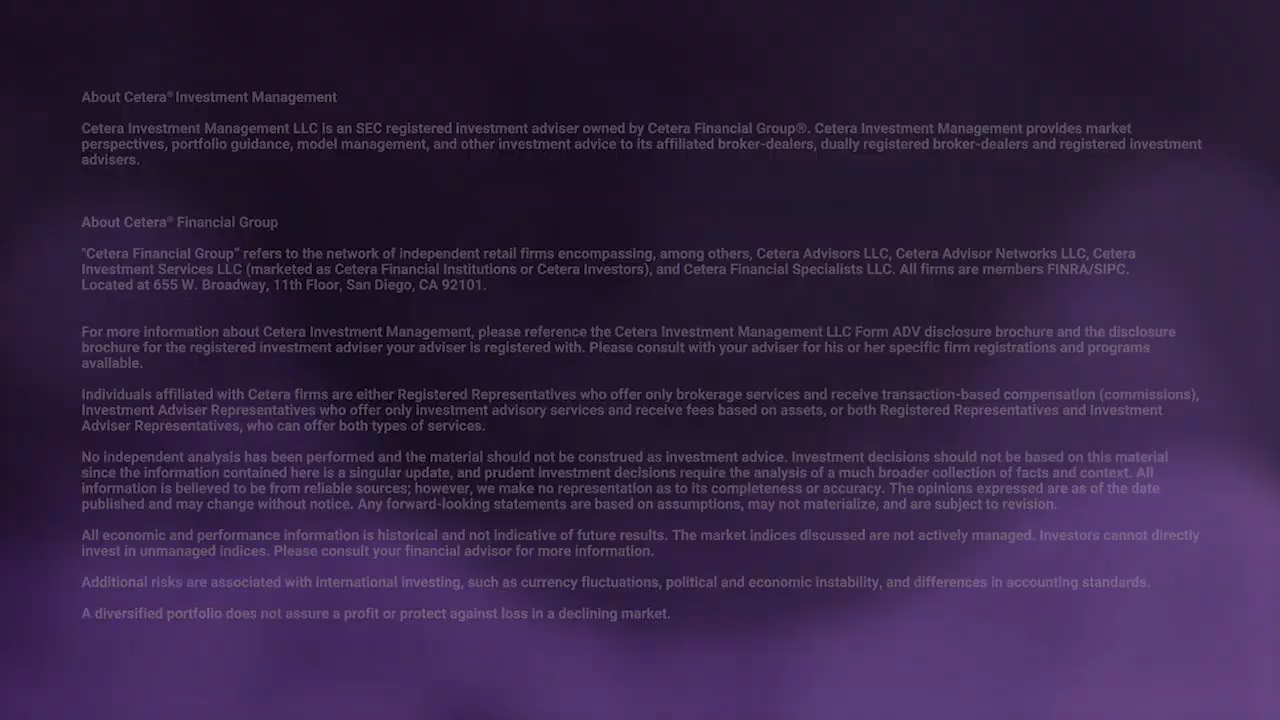 About Cetera® Investment Management
Cetera Investment Management LLC is an SEC registered investment adviser owned by Cetera Financial Group®. Cetera Investment Management provides market
perspectives, portfolio guidance, model management, and other investment advice to its affiliated broker-dealers, dually registered broker-dealers and registered investment
advisers.
About Cetera® Financial Group
"Cetera Financial Group" refers to the network of independent retail firms encompassing, among others, Cetera Advisors LLC, Cetera Advisor Networks LLC, Cetera
Investment Services LLC (marketed as Cetera Financial Institutions or Cetera Investors), and Cetera Financial Specialists LLC. All firms are members FINRA/SIPC.
Located at 655 W. Broadway, 11th Floor, San Diego, CA 92101.
For more information about Cetera Investment Management, please reference the Cetera Investment Management LLC Form ADV disclosure brochure and the disclosure
brochure for the registered investment adviser your adviser is registered with. Please consult with your adviser for his or her specific firm registrations and programs
available.
Individuals affiliated with Cetera firms are either Registered Representatives who offer only brokerage services and receive transaction-based compensation (commissions),
Investment Adviser Representatives who offer only investment advisory services and receive fees based on assets, or both Registered Representatives and Investment
Adviser Representatives, who can offer both types of services.
No independent analysis has been performed and the material should not be construed as investment advice. Investment decisions should not be based on this material
since the information contained here is a singular update, and prudent investment decisions require the analysis of a much broader collection of facts and context. All
information is believed to be from reliable sources; however, we make no representation as to its completeness or accuracy. The opinions expressed are as of the date
published and may change without notice. Any forward-looking statements are based on assumptions, may not materialize, and are subject to revision.
All economic and performance information is historical and not indicative of future results. The market indices discussed are not actively managed. Investors cannot directly
invest in unmanaged indices. Please consult your financial advisor for more information.
Additional risks are associated with international investing, such as currency fluctuations, political and economic instability, and differences in accounting standards.
A diversified portfolio does not assure a profit or protect against loss in a declining market.